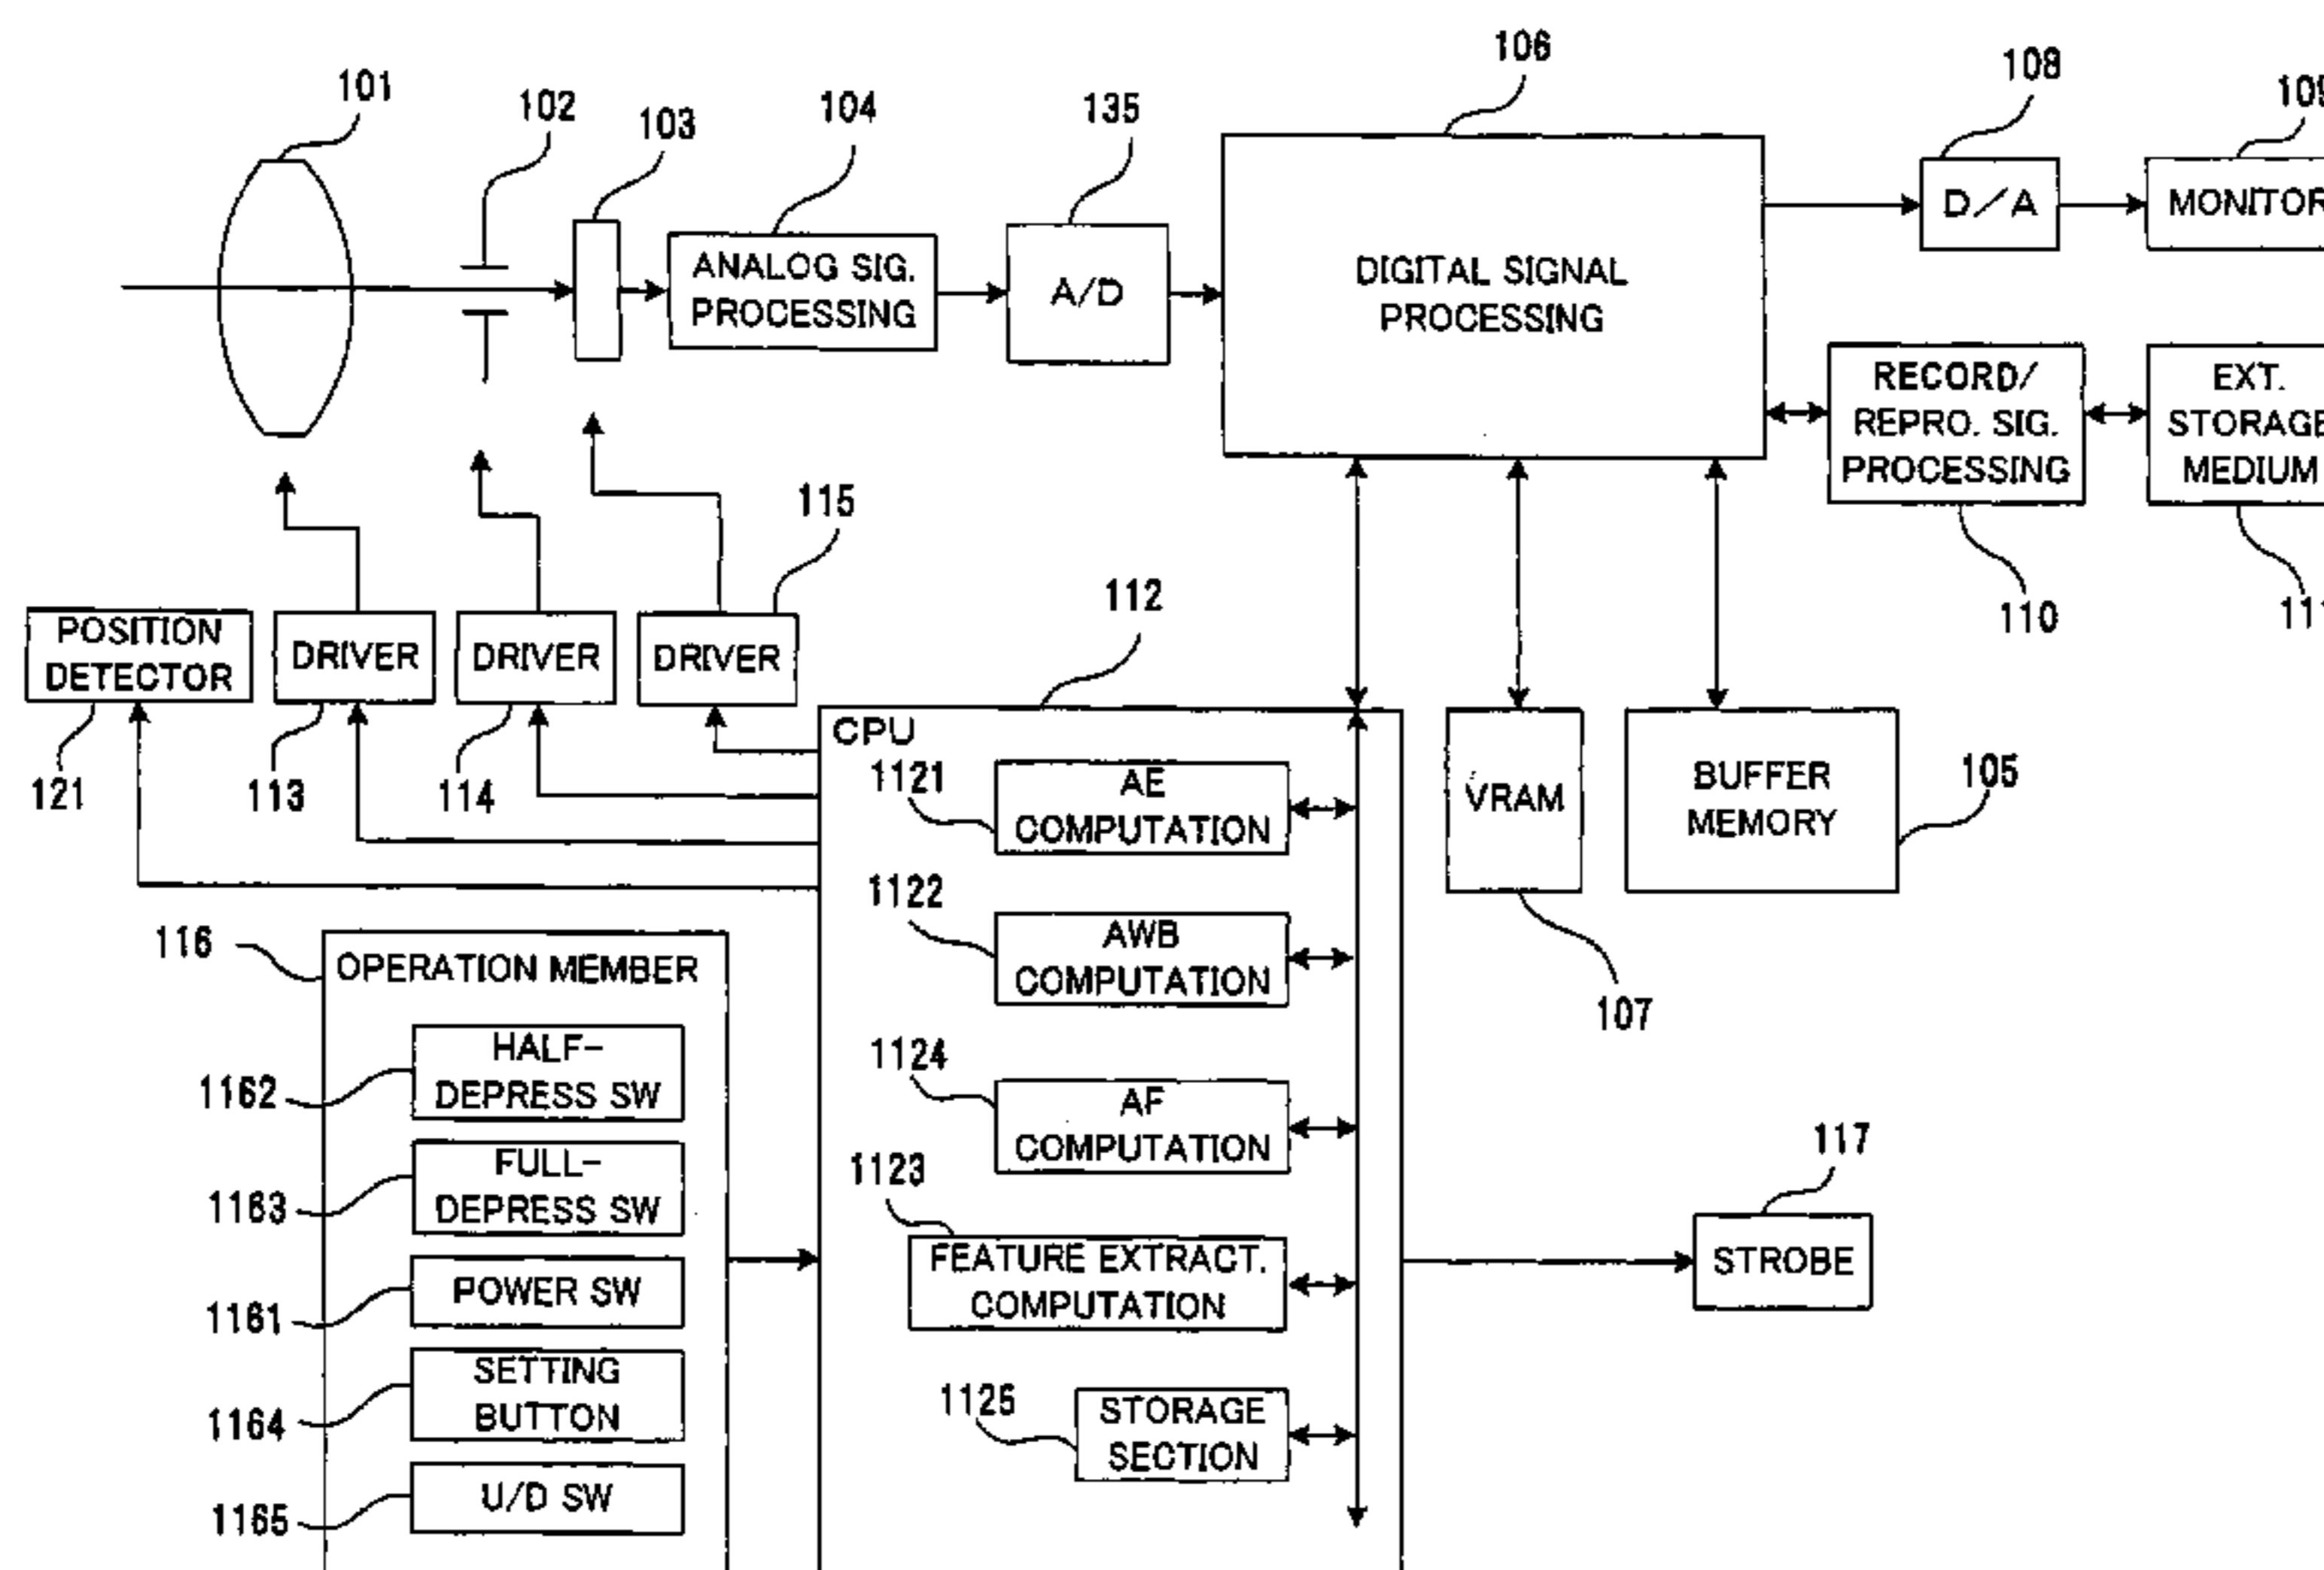 106
108
109
101
102
103
104
135
D/A
MONITOR
ANALOG SIG.
PROCESSING
A/D
DIGITAL SIGNAL
PROCESSING
RECORD/
REPRO. SIG.
PROCESSING
EXT.
STORAGE
MEDIUM
115
112
110
111
POSITION
DETECTOR
DRIVER
DRIVER
DRIVER
121
113
114
CPU
1121
AE
COMPUTATION
VRAM
BUFFER
MEMORY
105
1122
AWB
COMPUTATION
107
116
OPERATION MEMBER
1162
HALF-
DEPRESS SW
1124
AF
COMPUTATION
1163
FULL-
DEPRESS SW
1123
FEATURE EXTRACT.
COMPUTATION
117
STROBE
1161
POWER SW
1164
SETTING
BUTTON
1125
STORAGE
SECTION
1165
U/D SW